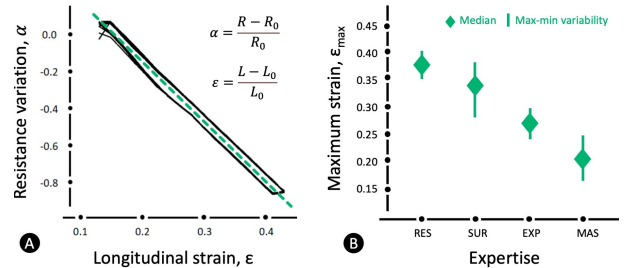 Resistance variation, α
0.0
-0.2
-0.4
-0.6
-0.8
α = (R − R₀) / R₀
ε = (L − L₀) / L₀
0.1 0.2 0.3 0.4
A
Longitudinal strain, ε
Median Max-min variability
Maximum strain, εmax
0.45
0.40
0.35
0.30
0.25
0.20
0.15
RES SUR EXP MAS
B
Expertise